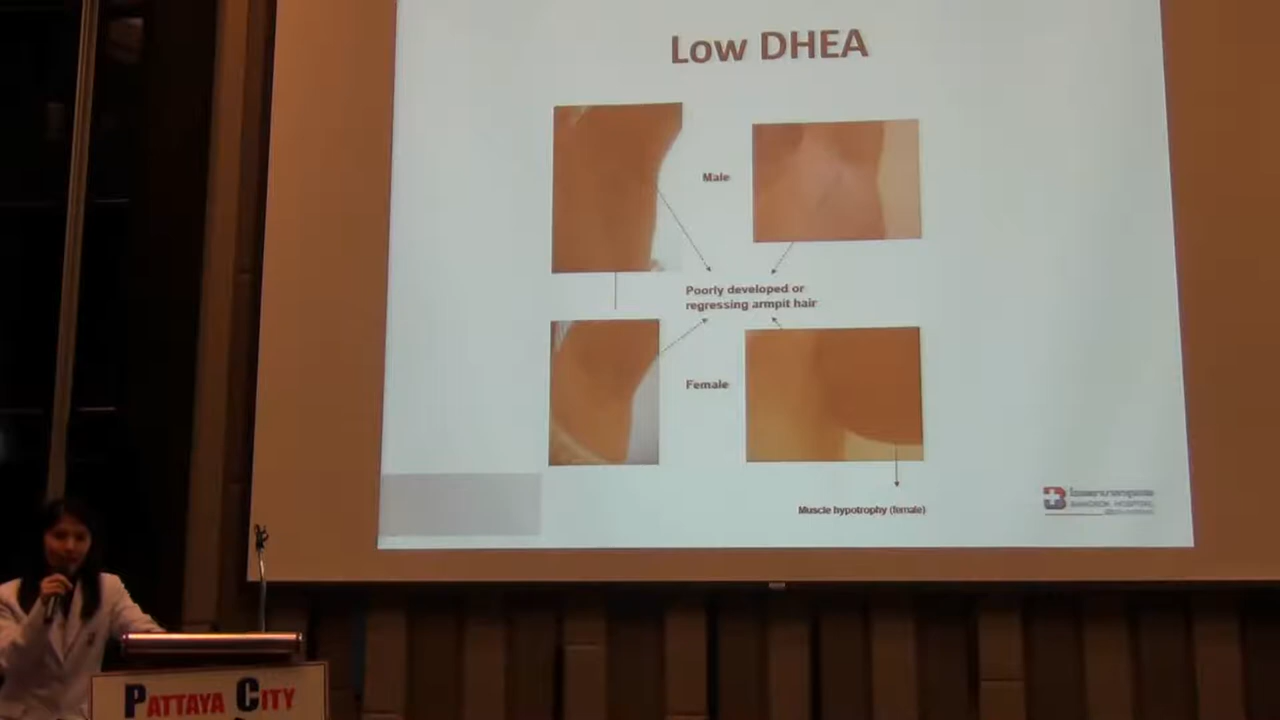 Low DHEA
Male
Poorly developed or
regressing armpit hair
Female
Muscle hypotrophy (female)
BANGKOK HOSPITAL
PATTAYA CITY